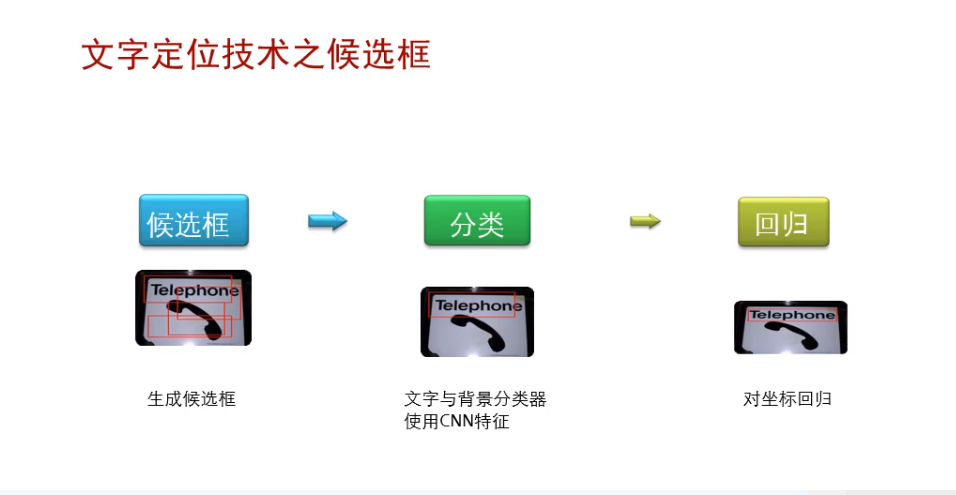 文字定位技术之候选框
候选框
分类
回归
Telephone
Telephone
Telephone
生成候选框
文字与背景分类器
使用CNN特征
对坐标回归